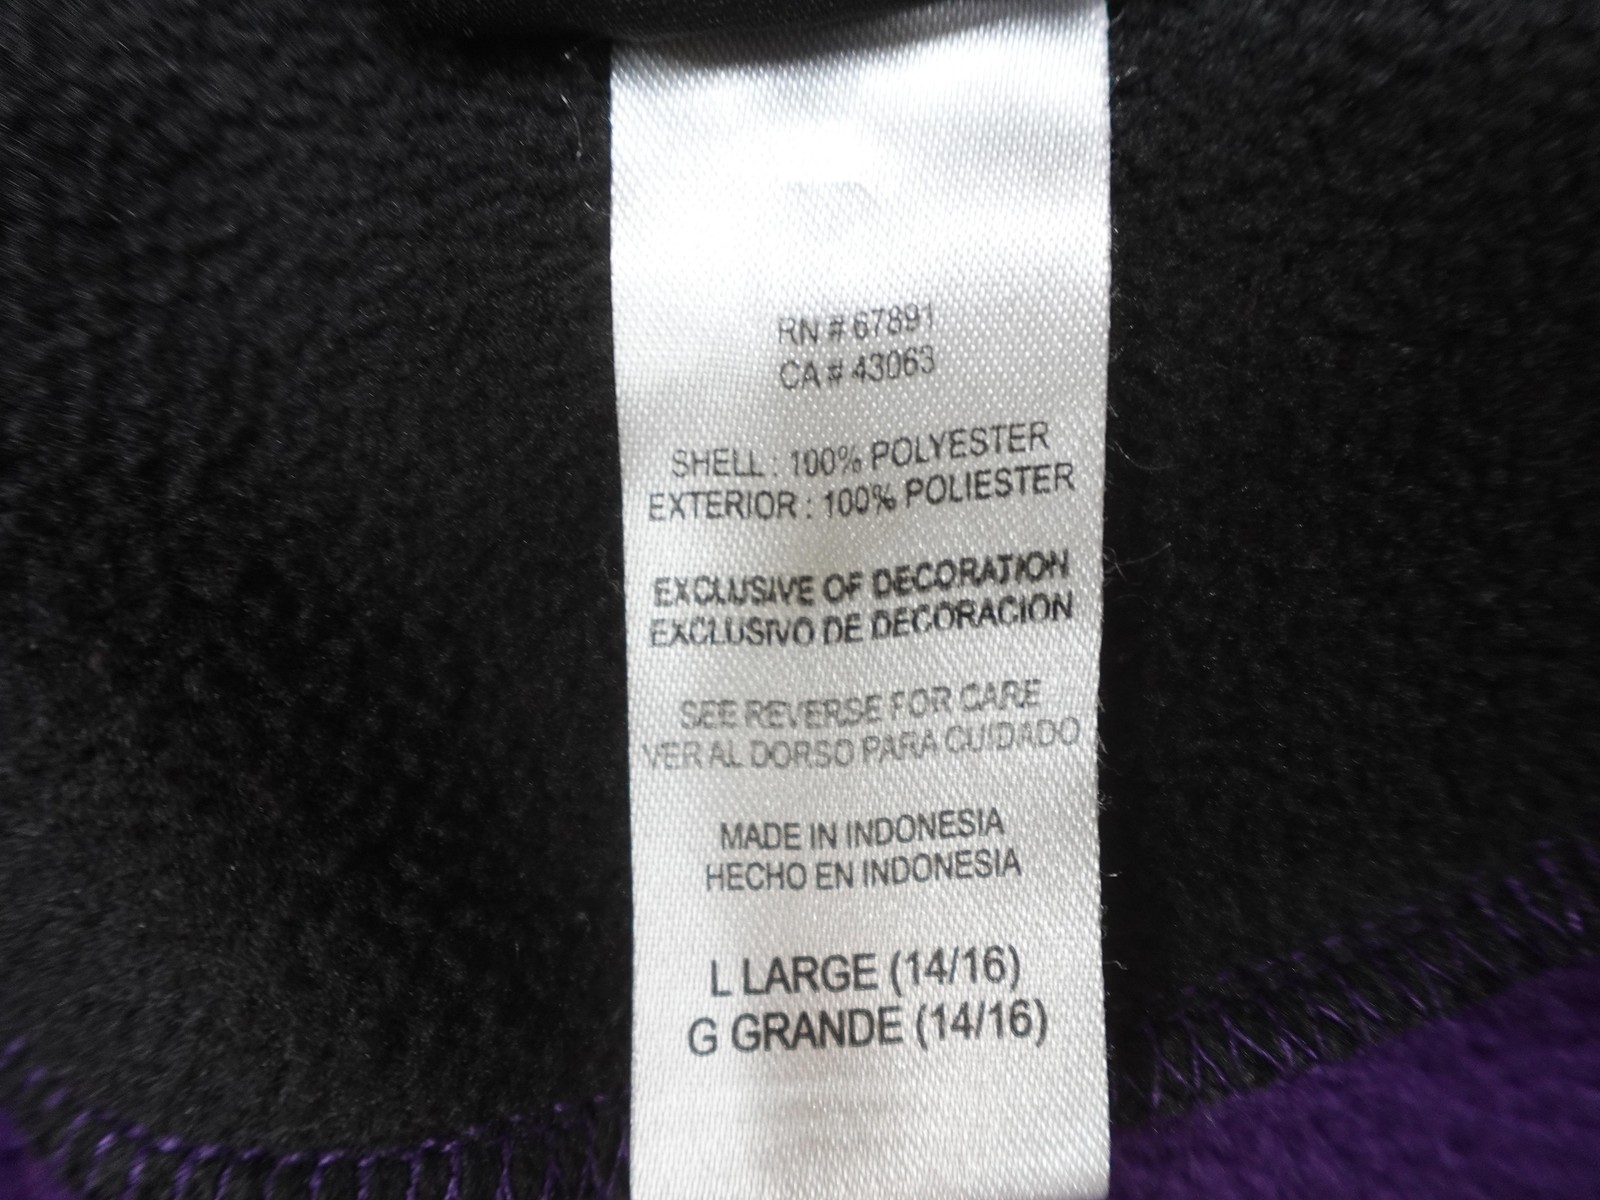 RN # 67891
CA # 43063
SHELL : 100% POLYESTER
EXTERIOR : 100% POLIESTER
EXCLUSIVE OF DECORATION
EXCLUSIVO DE DECORACION
SEE REVERSE FOR CARE
VER AL DORSO PARA CUIDADO
MADE IN INDONESIA
HECHO EN INDONESIA
L LARGE (14/16)
G GRANDE (14/16)